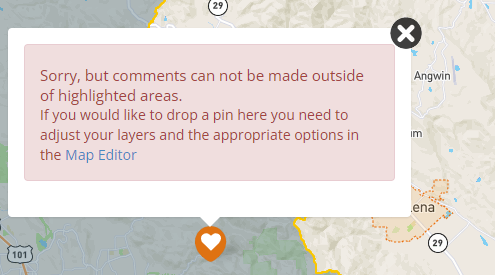 29
Sorry, but comments can not be made outside
of highlighted areas.
If you would like to drop a pin here you need to
adjust your layers and the appropriate options in
the Map Editor
Angwin
am
ena
29
101